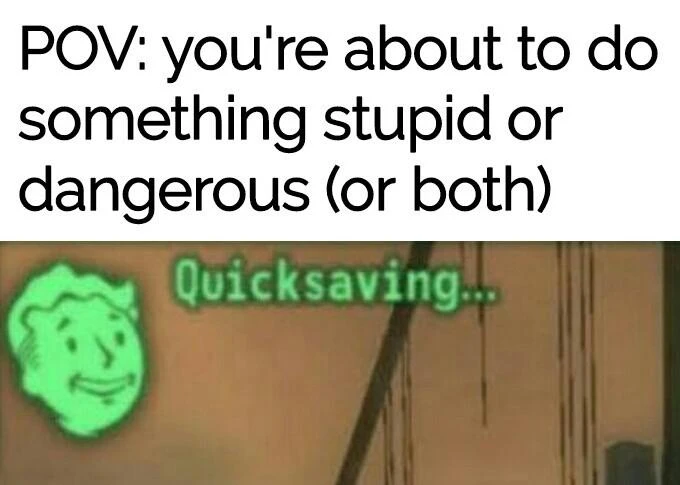 POV: you're about to do
something stupid or
dangerous (or both)
Quicksaving...